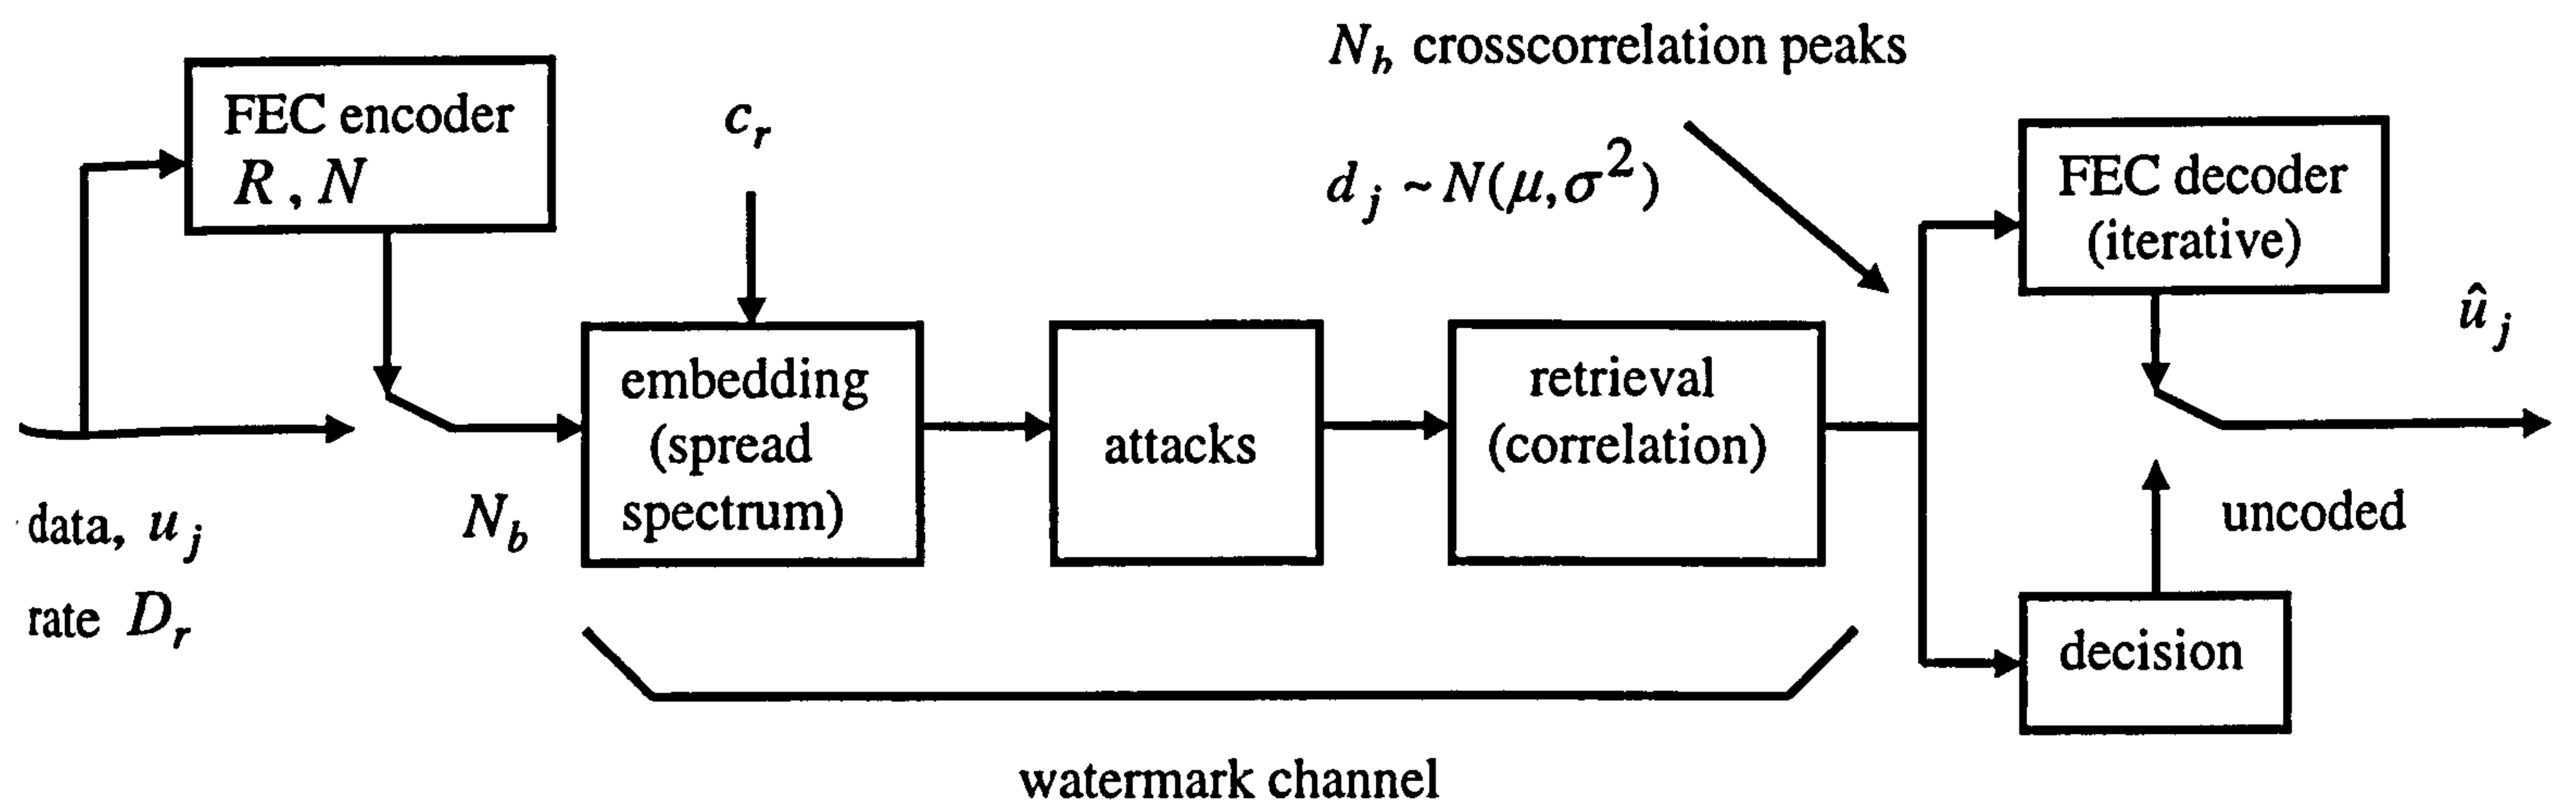 N_h crosscorrelation peaks
FEC encoder
R , N
c_r
d_j ~ N(μ,σ²)
FEC decoder
(iterative)
û_j
embedding
(spread
spectrum)
attacks
retrieval
(correlation)
data, u_j
rate D_r
N_b
uncoded
decision
watermark channel